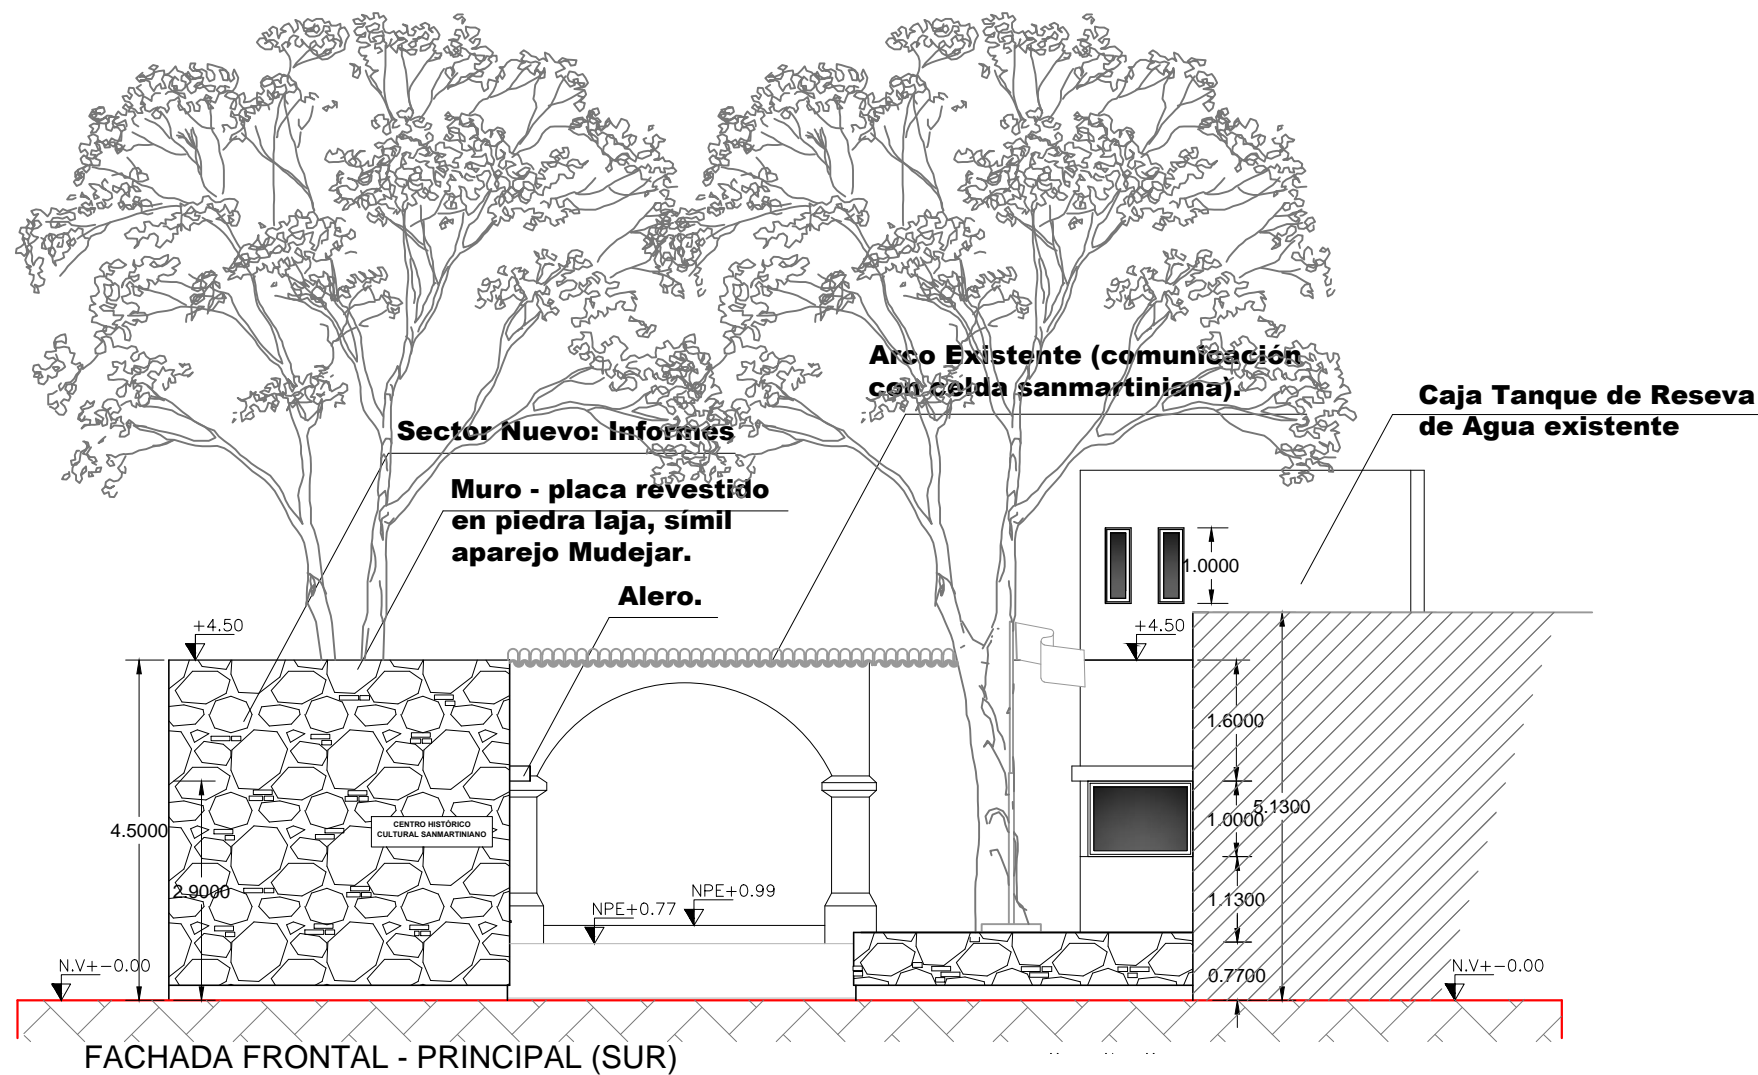 Arco Existente (comunicación
con celda sanmartiniana).
Caja Tanque de Reseva
de Agua existente
Sector Nuevo: Informes
Muro - placa revestido
en piedra laja, símil
aparejo Mudejar.
Alero.
1.0000
+4.50
+4.50
1.6000
5.1300
1.0000
4.5000
CENTRO HISTÓRICO
CULTURAL SANMARTINIANO
2.9000
NPE+0.99
NPE+0.77
1.1300
N.V+-0.00
0.7700
N.V+-0.00
FACHADA FRONTAL - PRINCIPAL (SUR)